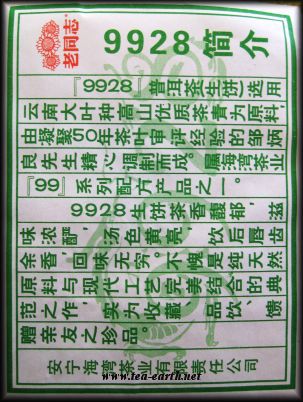 老同志
9928简介
『9928』普洱茶(生饼)选用
云南大叶种高山优质茶青为原料，
由凝聚50年茶叶审评经验的邹炳
良先生精心调制而成。属海湾茶业
『99』系列配方产品之一。
9928生饼茶香馥郁，滋
味浓酽，汤色黄亮，饮后唇齿
余香，回味无穷。不愧是纯天然
原料与现代工艺完美结合的典
范之作，实为收藏、品饮、馈
赠亲友之珍品。
安宁海湾茶业有限责任公司
www.tea-earth.net